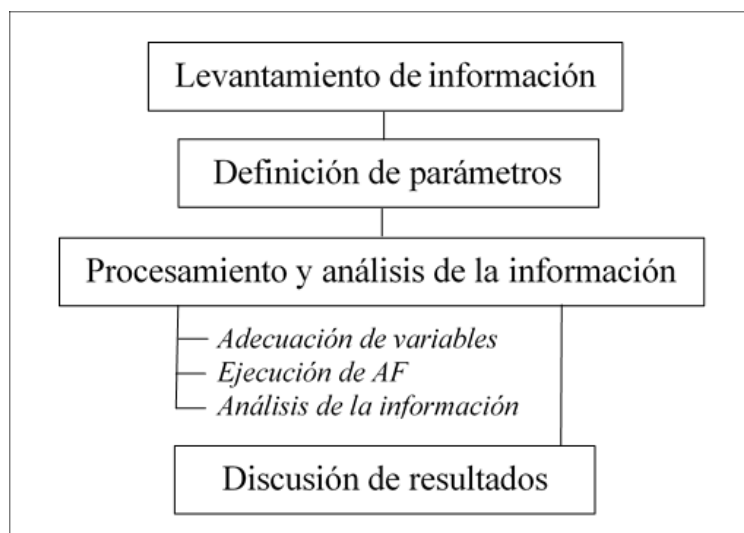 Levantamiento de información
Definición de parámetros
Procesamiento y análisis de la información
Adecuación de variables
Ejecución de AF
Análisis de la información
Discusión de resultados